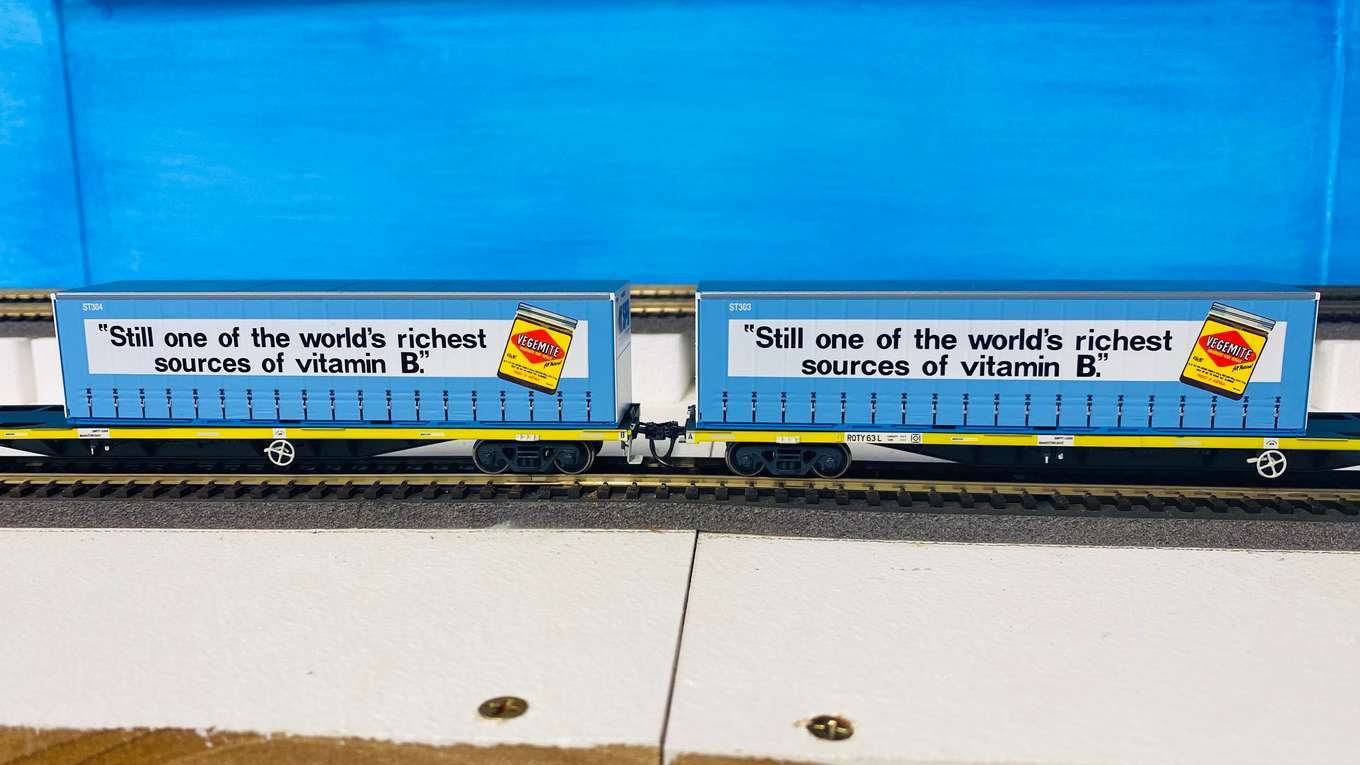 ST304
"Still one of the world's richest
sources of vitamin B."
VEGEMITE
ST303
"Still one of the world's richest
sources of vitamin B."
VEGEMITE
B
A
RQTY 63 L